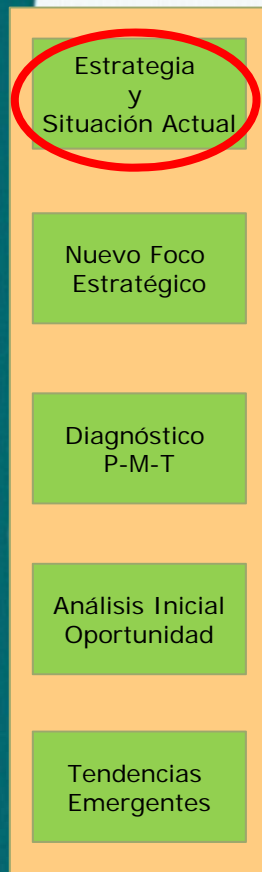 Estrategia
y
Situación Actual
Nuevo Foco
Estratégico
Diagnóstico
P-M-T
Análisis Inicial
Oportunidad
Tendencias
Emergentes